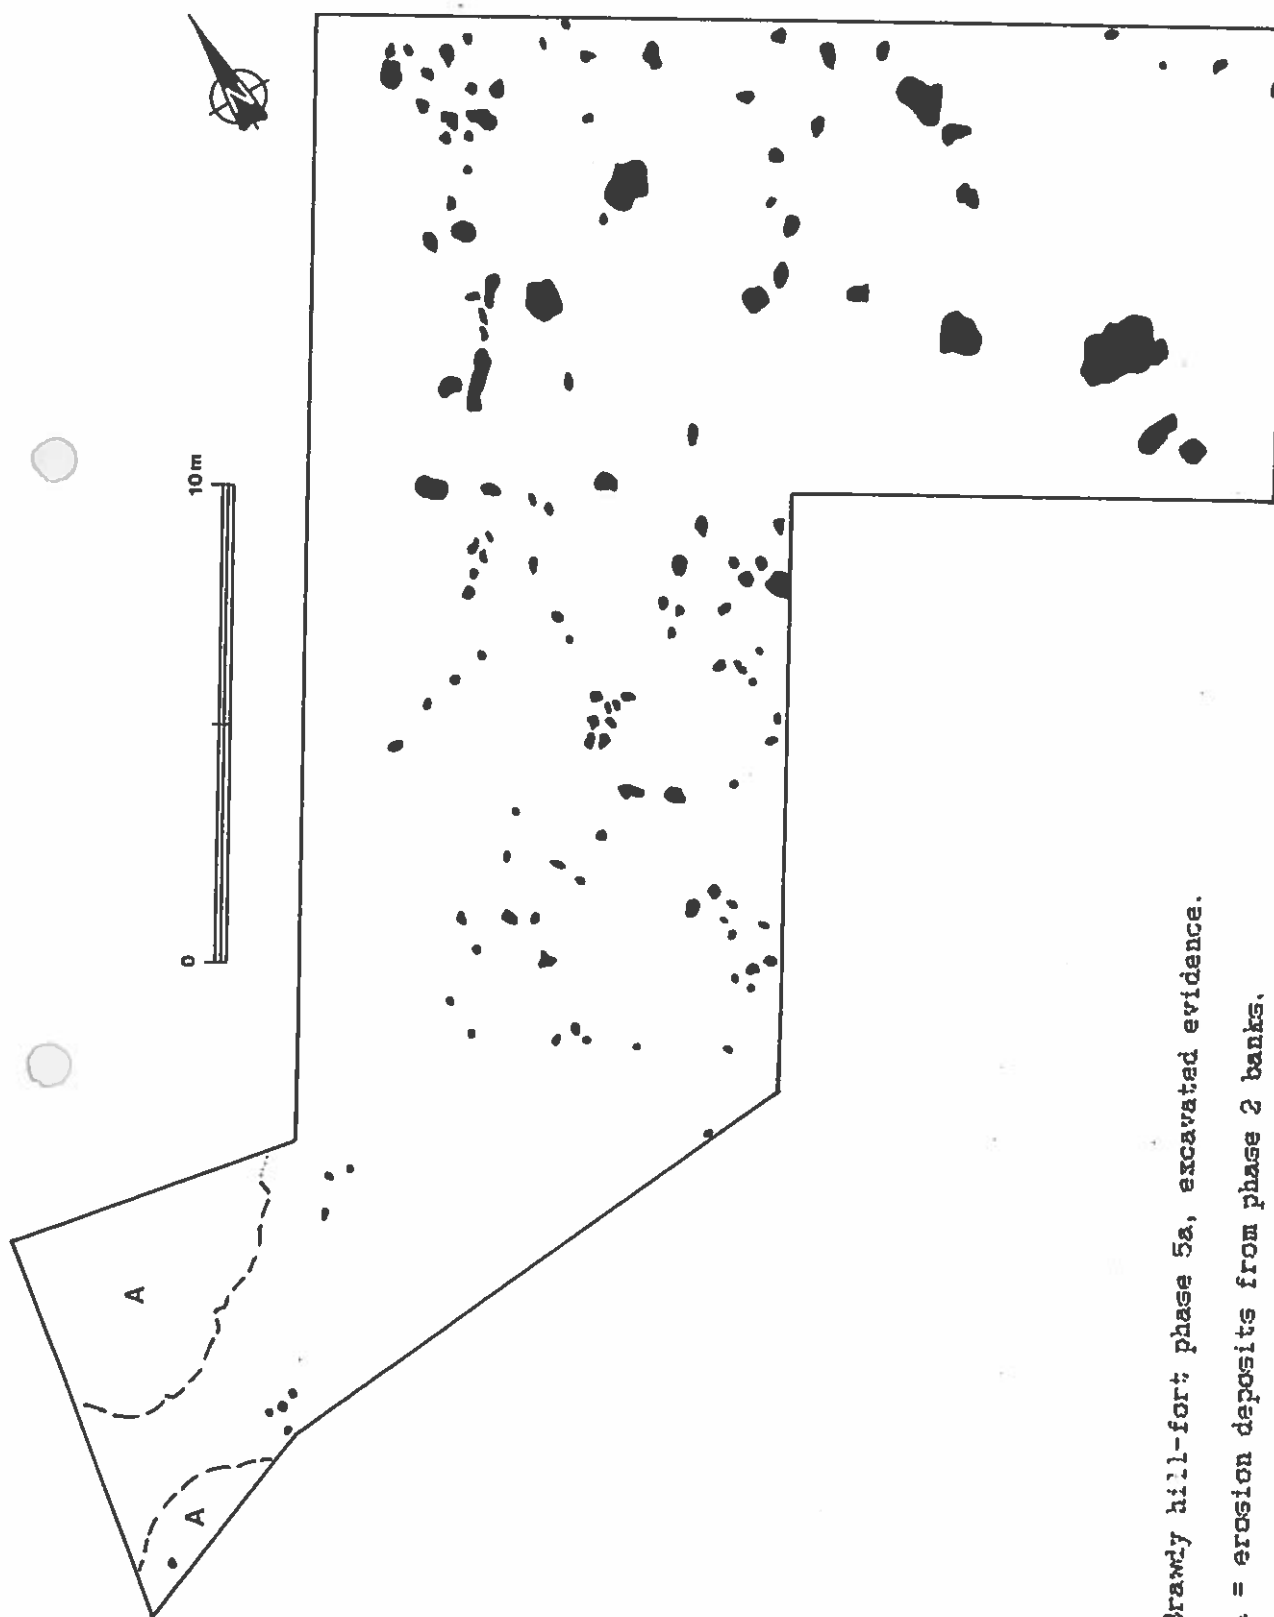 N
10m
0
A
A
Brawdy hill-fort phase 5a, excavated evidence.
= erosion deposits from phase 2 banks.